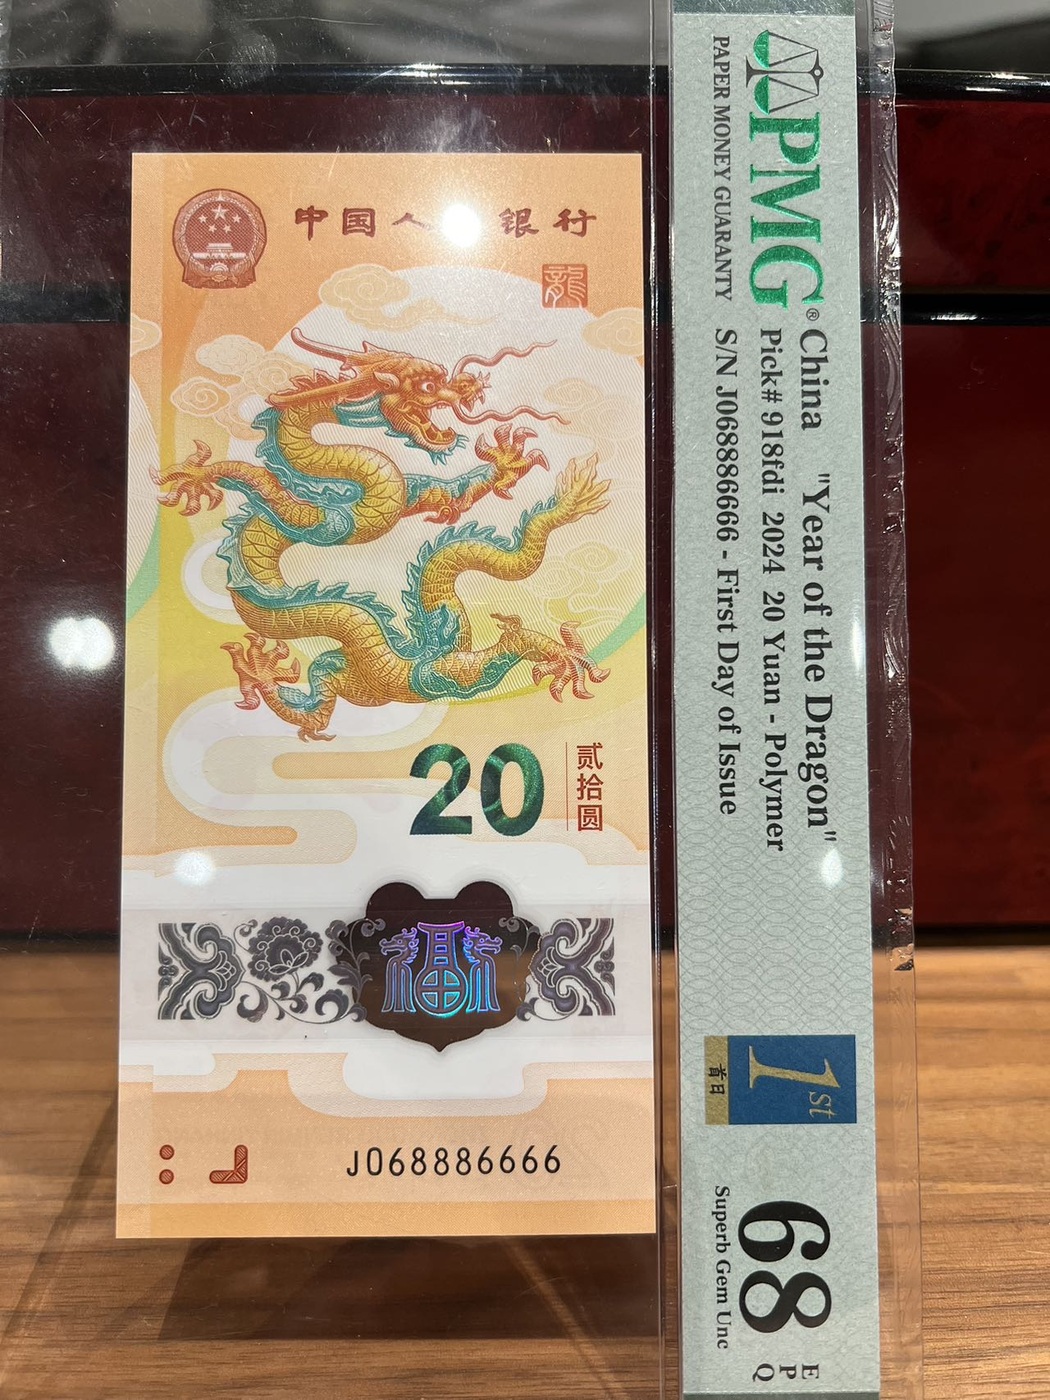 中国人 银行
龍
20
贰拾圆
福
J068886666
PMG®
PAPER MONEY GUARANTY
China "Year of the Dragon"
Pick# 918fdi 2024 20 Yuan - Polymer
S/N J068886666 - First Day of Issue
1st
首日
68 EPQ
Superb Gem Unc